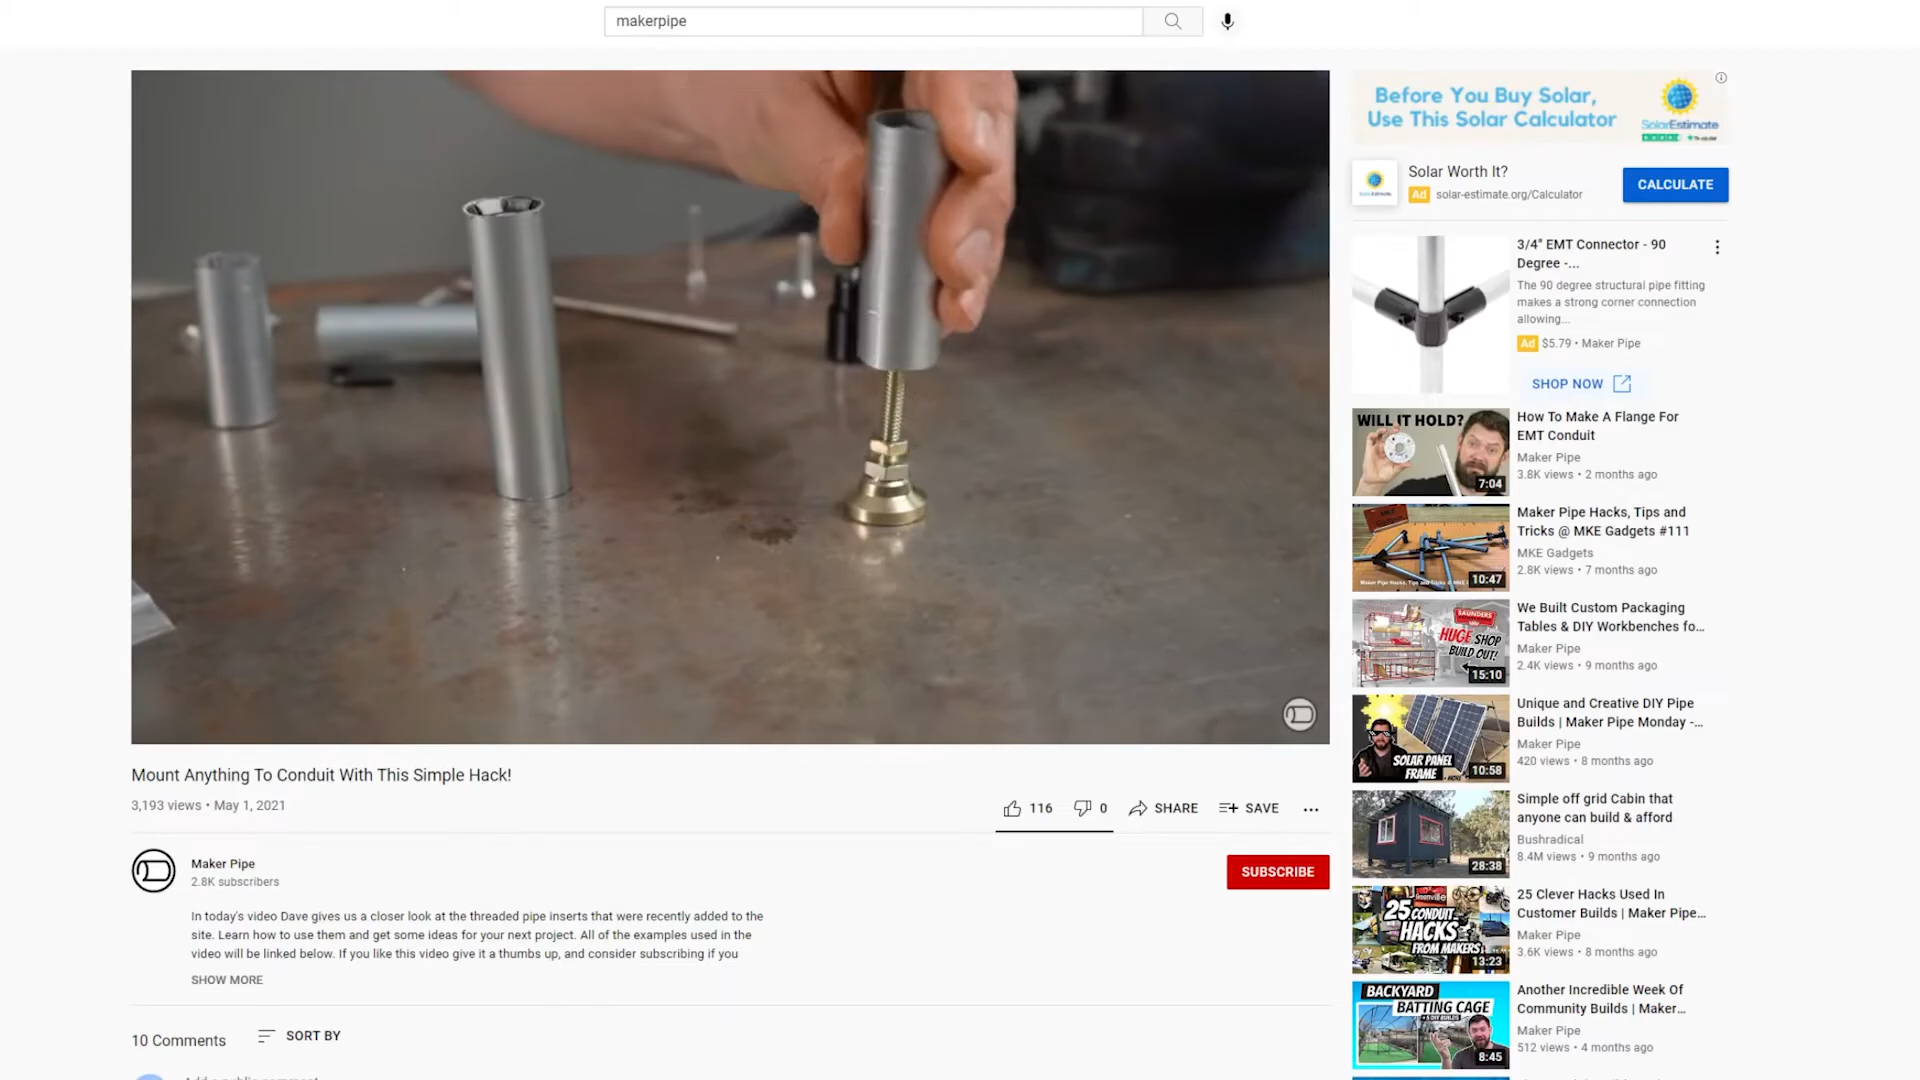 makerpipe
Before You Buy Solar,
Use This Solar Calculator
SolarEstimate
Solar Worth It?
Ad solar-estimate.org/Calculator
CALCULATE
3/4" EMT Connector - 90
Degree -...
The 90 degree structural pipe fitting
makes a strong corner connection
allowing...
Ad $5.79 • Maker Pipe
SHOP NOW
WILL IT HOLD?
7:04
How To Make A Flange For
EMT Conduit
Maker Pipe
3.8K views • 2 months ago
10:47
Maker Pipe Hacks, Tips and
Tricks @ MKE Gadgets #111
MKE Gadgets
2.8K views • 7 months ago
SAUNDERS
HUGE SHOP
BUILD OUT!
15:10
We Built Custom Packaging
Tables & DIY Workbenches fo...
Maker Pipe
2.4K views • 9 months ago
SOLAR PANEL
FRAME
10:58
Unique and Creative DIY Pipe
Builds | Maker Pipe Monday -...
Maker Pipe
420 views • 8 months ago
28:38
Simple off grid Cabin that
anyone can build & afford
Bushradical
8.4M views • 9 months ago
25 CONDUIT
HACKS
FROM MAKERS
13:23
25 Clever Hacks Used In
Customer Builds | Maker Pipe...
Maker Pipe
3.6K views • 8 months ago
BACKYARD
BATTING CAGE
8:45
Another Incredible Week Of
Community Builds | Maker...
Maker Pipe
512 views • 4 months ago
Mount Anything To Conduit With This Simple Hack!
3,193 views • May 1, 2021
116 0 SHARE SAVE
Maker Pipe
2.8K subscribers
SUBSCRIBE
In today's video Dave gives us a closer look at the threaded pipe inserts that were recently added to the
site. Learn how to use them and get some ideas for your next project. All of the examples used in the
video will be linked below. If you like this video give it a thumbs up, and consider subscribing if you
SHOW MORE
10 Comments SORT BY